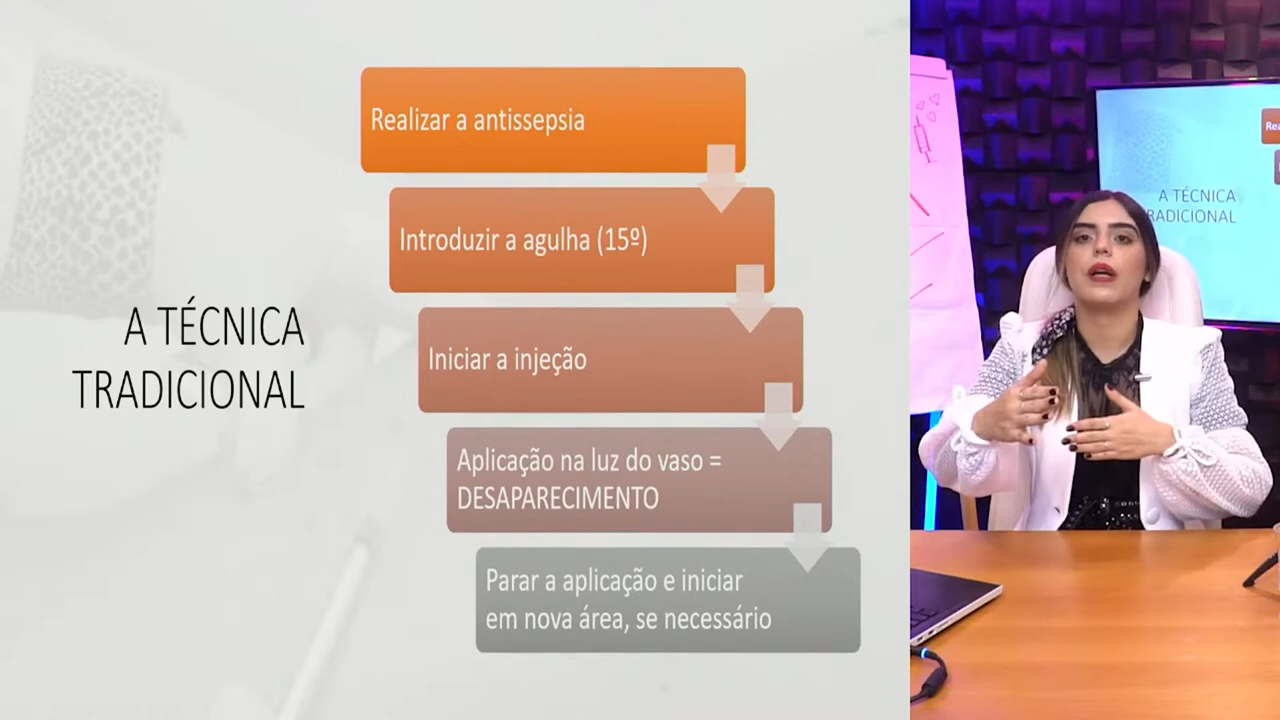 A TÉCNICA
TRADICIONAL
Realizar a antissepsia
Introduzir a agulha (15º)
Iniciar a injeção
Aplicação na luz do vaso =
DESAPARECIMENTO
Parar a aplicação e iniciar
em nova área, se necessário
A TÉCNICA
TRADICIONAL